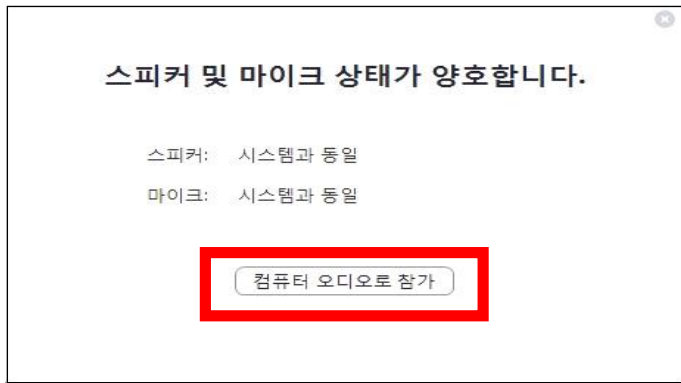 스피커 및 마이크 상태가 양호합니다.
스피커: 시스템과 동일
마이크: 시스템과 동일
컴퓨터 오디오로 참가